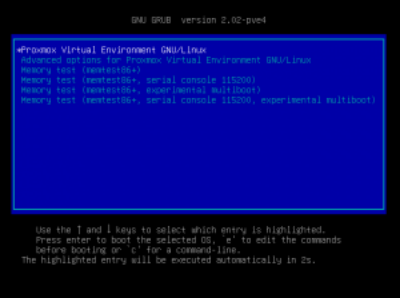 GNU GRUB  version 2.02-pve4
*Proxmox Virtual Environment GNU/Linux
Advanced options for Proxmox Virtual Environment GNU/Linux
Memory test (memtest86+)
Memory test (memtest86+, serial console 115200)
Memory test (memtest86+, experimental multiboot)
Memory test (memtest86+, serial console 115200, experimental multiboot)
Use the ↑ and ↓ keys to select which entry is highlighted.
Press enter to boot the selected OS, `e' to edit the commands
before booting or `c' for a command-line.
The highlighted entry will be executed automatically in 2s.